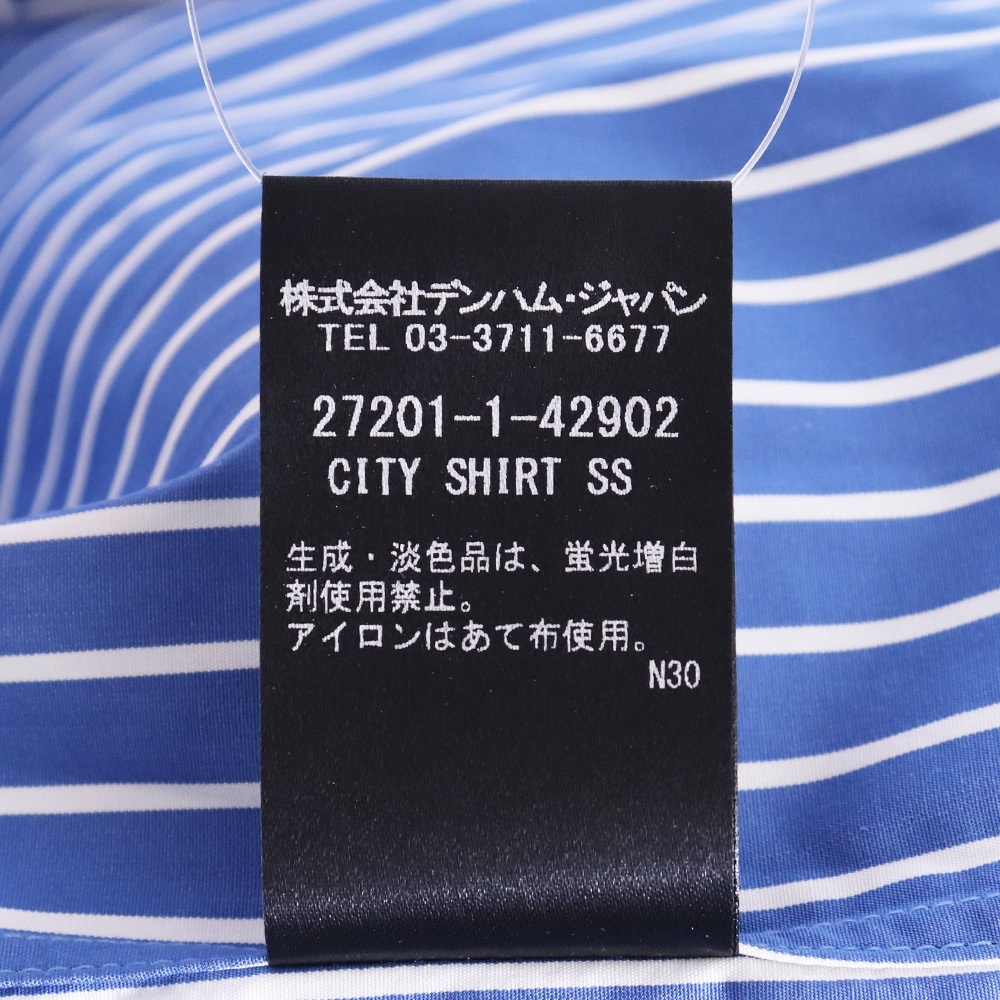 株式会社デンハム・ジャパン
TEL 03-3711-6677
27201-1-42902
CITY SHIRT SS
生成・淡色品は、蛍光増白
剤使用禁止。
アイロンはあて布使用。
N30